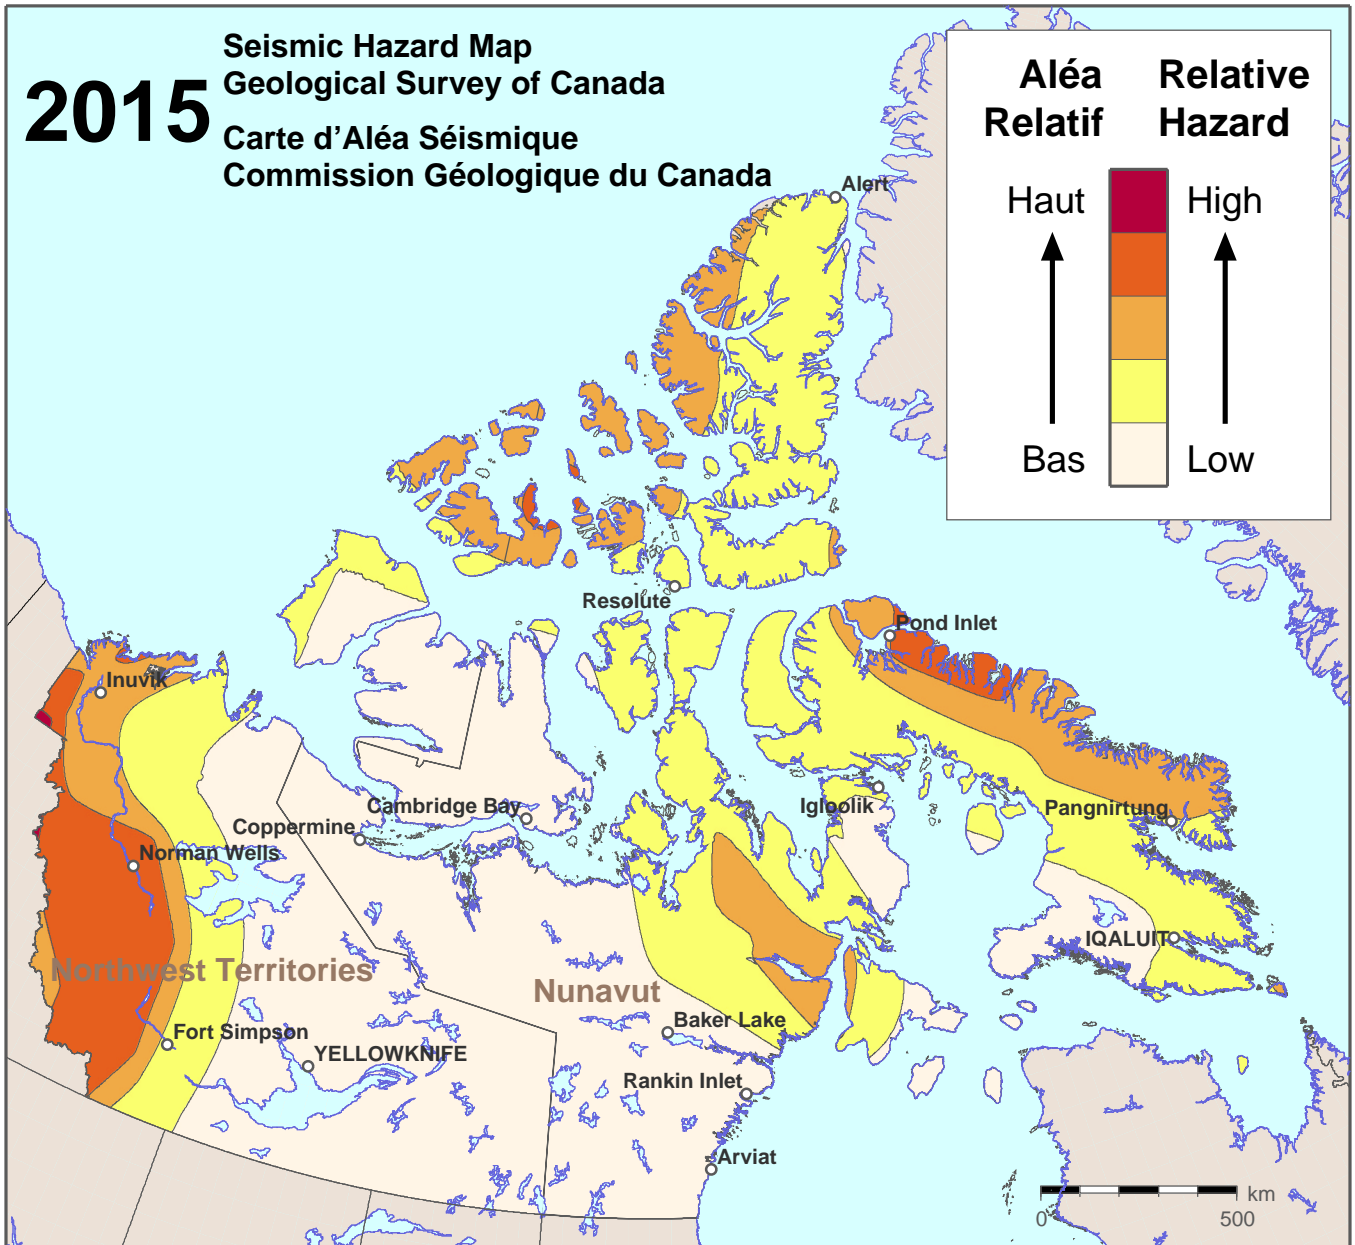 2015
Seismic Hazard Map
Geological Survey of Canada
Carte d'Aléa Séismique
Commission Géologique du Canada
Aléa Relatif
Relative Hazard
Haut
High
Bas
Low
Alert
Resolute
Pond Inlet
Inuvik
Igloolik
Pangnirtung
Cambridge Bay
Coppermine
Norman Wells
IQALUIT
Northwest Territories
Nunavut
Baker Lake
Fort Simpson
YELLOWKNIFE
Rankin Inlet
Arviat
km
0
500